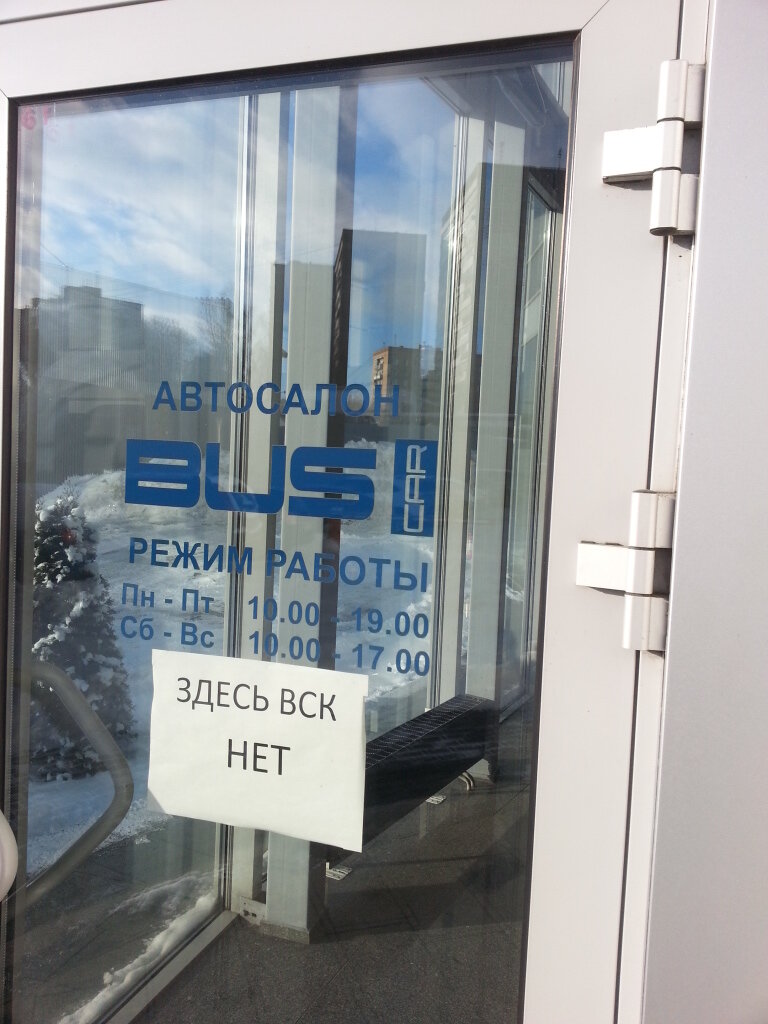 АВТОСАЛОН
BUS CAR
РЕЖИМ РАБОТЫ
Пн - Пт 10.00 - 19.00
Сб - Вс 10.00 - 17.00
ЗДЕСЬ ВСК
НЕТ